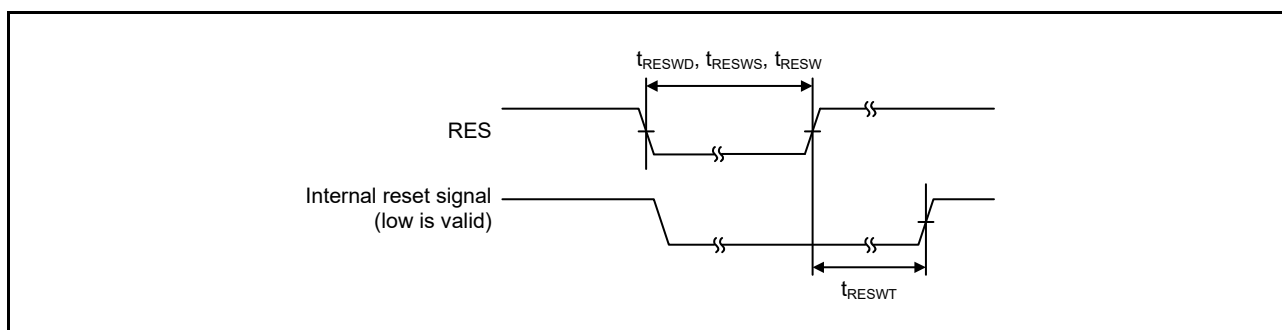 tRESWD, tRESWS, tRESW
RES
Internal reset signal
(low is valid)
tRESWT